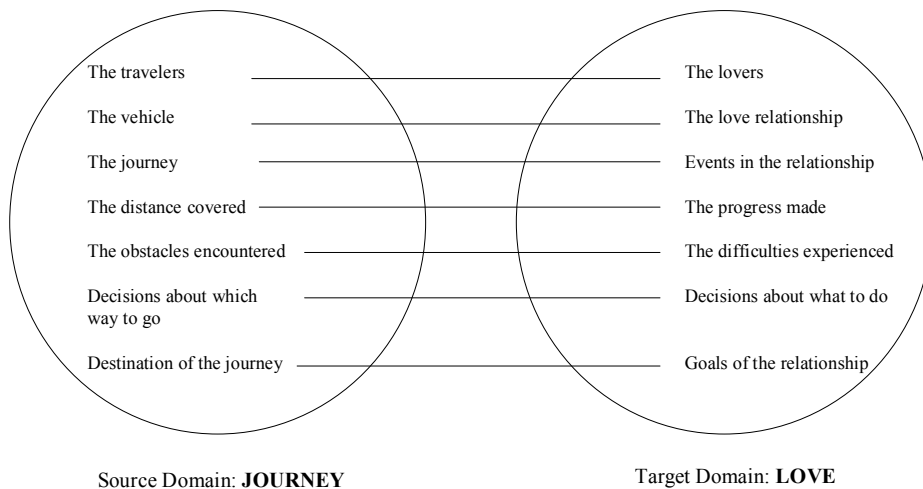 The travelers
The lovers
The vehicle
The love relationship
The journey
Events in the relationship
The distance covered
The progress made
The obstacles encountered
The difficulties experienced
Decisions about which
way to go
Decisions about what to do
Destination of the journey
Goals of the relationship
Source Domain: JOURNEY
Target Domain: LOVE